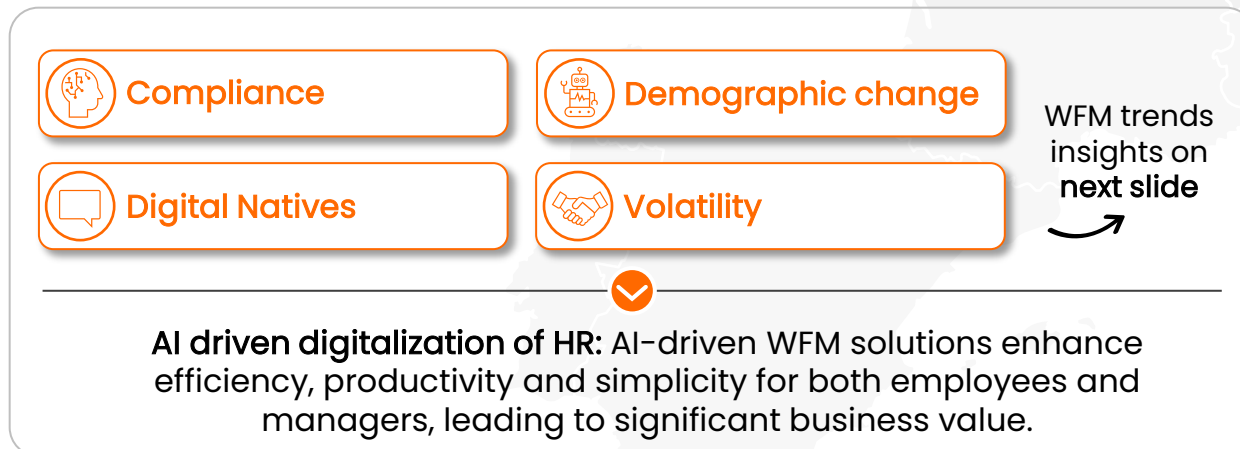 Compliance
Demographic change
Digital Natives
Volatility
WFM trends
insights on
next slide
AI driven digitalization of HR: AI-driven WFM solutions enhance
efficiency, productivity and simplicity for both employees and
managers, leading to significant business value.